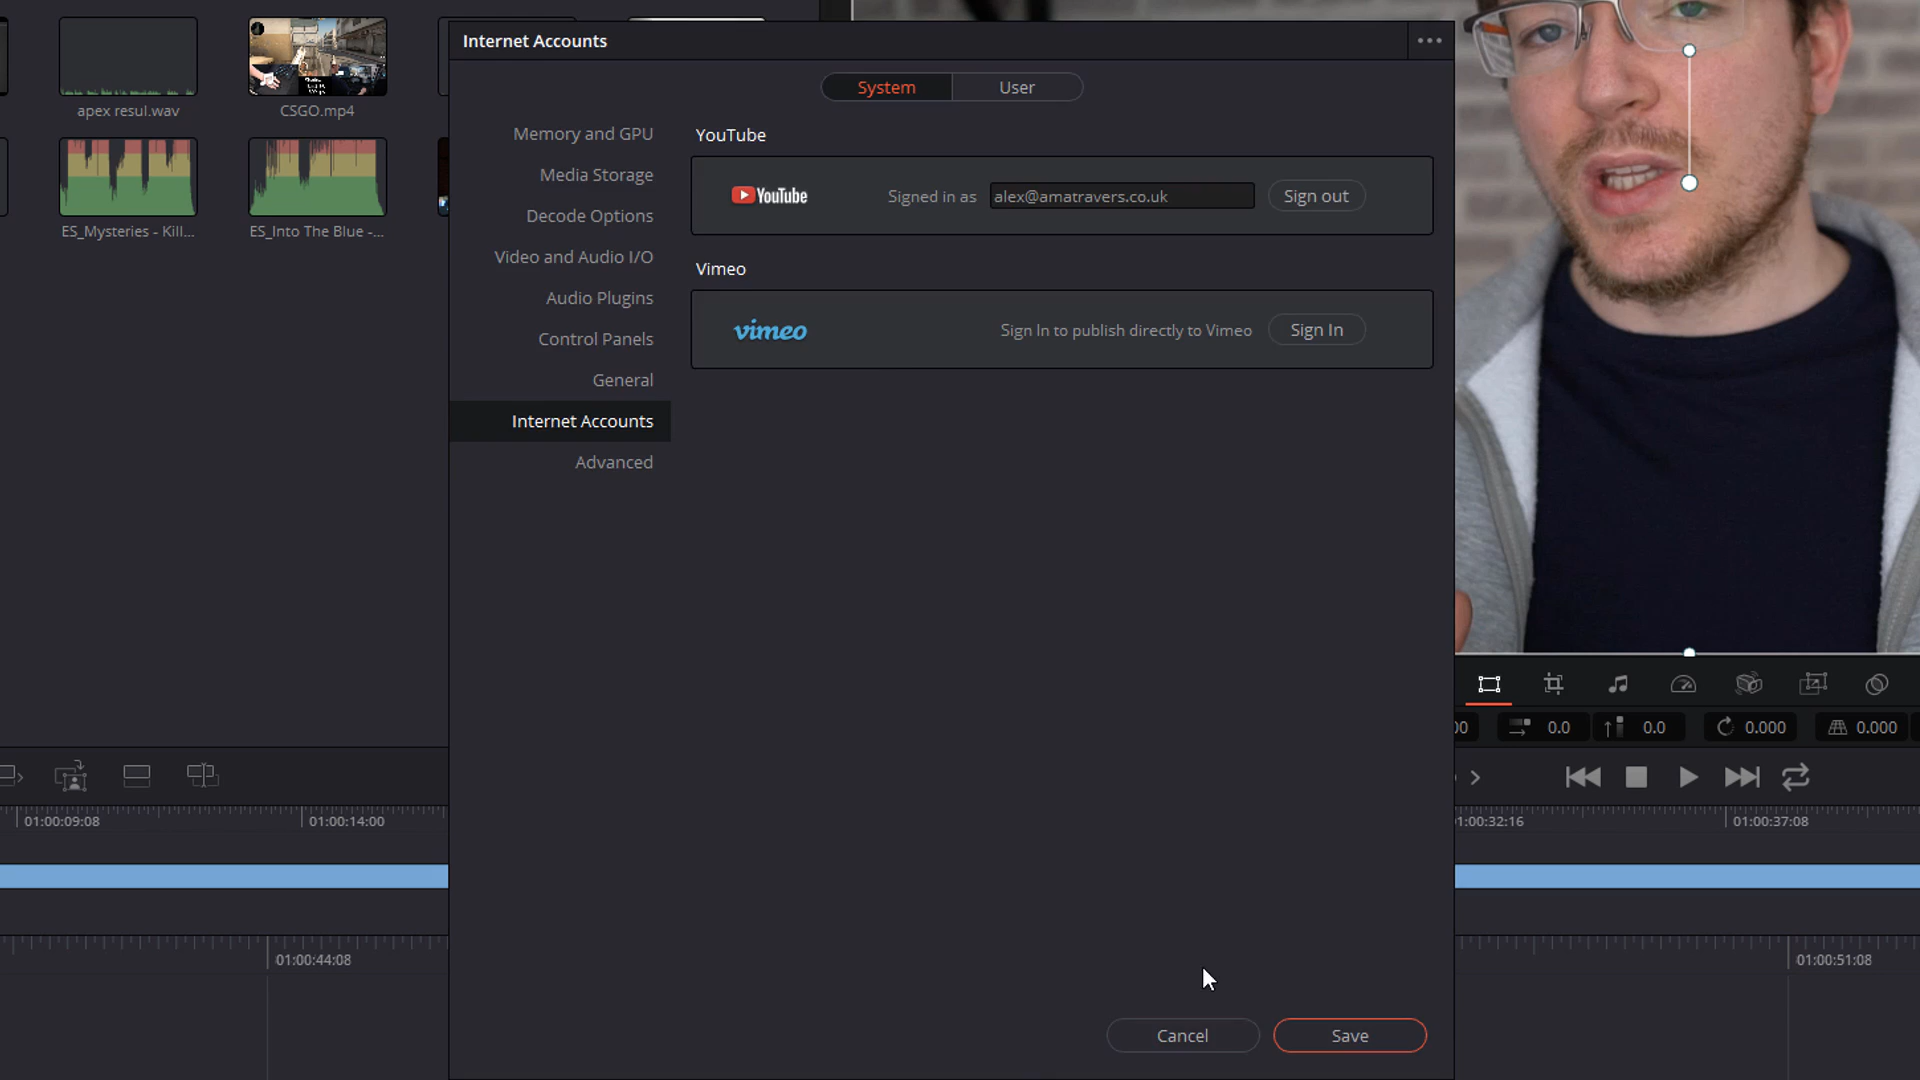 Internet Accounts
System
User
apex resul.wav
CSGO.mp4
ES_Mysteries - Kill...
ES_Into The Blue -...
Memory and GPU
Media Storage
Decode Options
Video and Audio I/O
Audio Plugins
Control Panels
General
Internet Accounts
Advanced
YouTube
YouTube
Signed in as
alex@amatravers.co.uk
Sign out
Vimeo
vimeo
Sign In to publish directly to Vimeo
Sign In
00
0.0
0.0
0.000
0.000
01:00:09:08
01:00:14:00
1:00:32:16
01:00:37:08
01:00:44:08
01:00:51:08
Cancel
Save